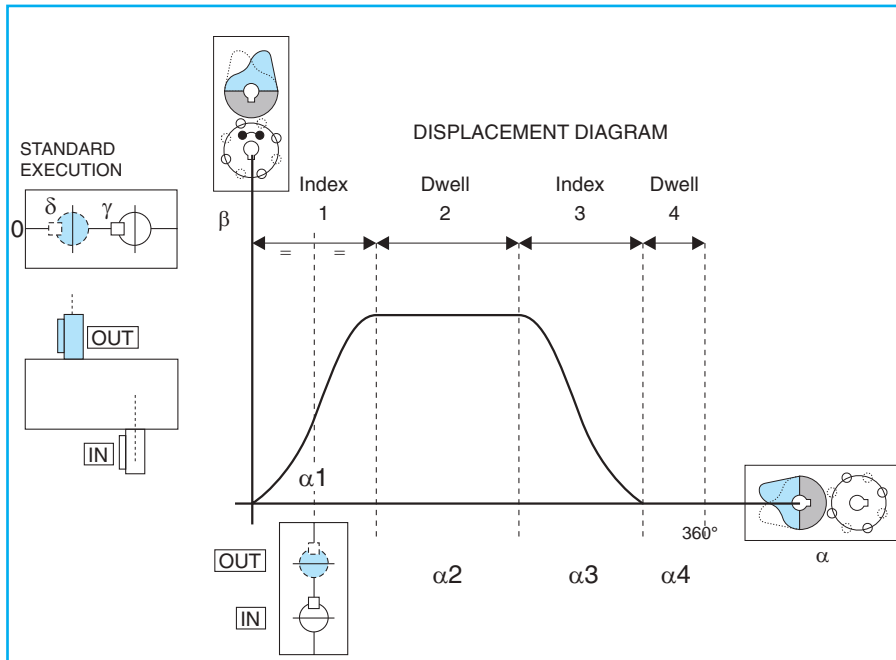 DISPLACEMENT DIAGRAM
STANDARD
EXECUTION
Index Dwell Index Dwell
1 2 3 4
β
δ γ
0
= =
OUT
IN
α1
360°
α
OUT
α2 α3 α4
IN